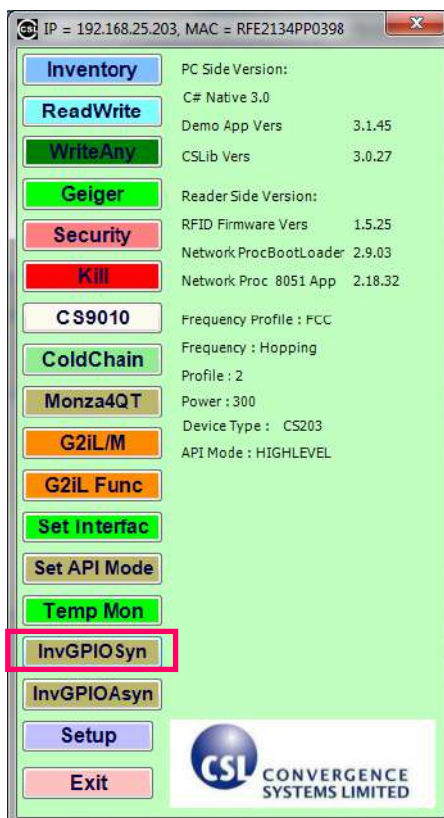 IP = 192.168.25.203, MAC = RFE2134PP0398
Inventory
ReadWrite
WriteAny
Geiger
Security
Kill
CS9010
ColdChain
Monza4QT
G2iL/M
G2iL Func
Set Interfac
Set API Mode
Temp Mon
InvGPIOSyn
InvGPIOAsyn
Setup
Exit
PC Side Version:
C# Native 3.0
Demo App Vers 3.1.45
CSLib Vers 3.0.27
Reader Side Version:
RFID Firmware Vers 1.5.25
Network ProcBootLoader 2.9.03
Network Proc 8051 App 2.18.32
Frequency Profile : FCC
Frequency : Hopping
Profile : 2
Power : 300
Device Type : CS203
API Mode : HIGHLEVEL
CSL
CONVERGENCE
SYSTEMS LIMITED